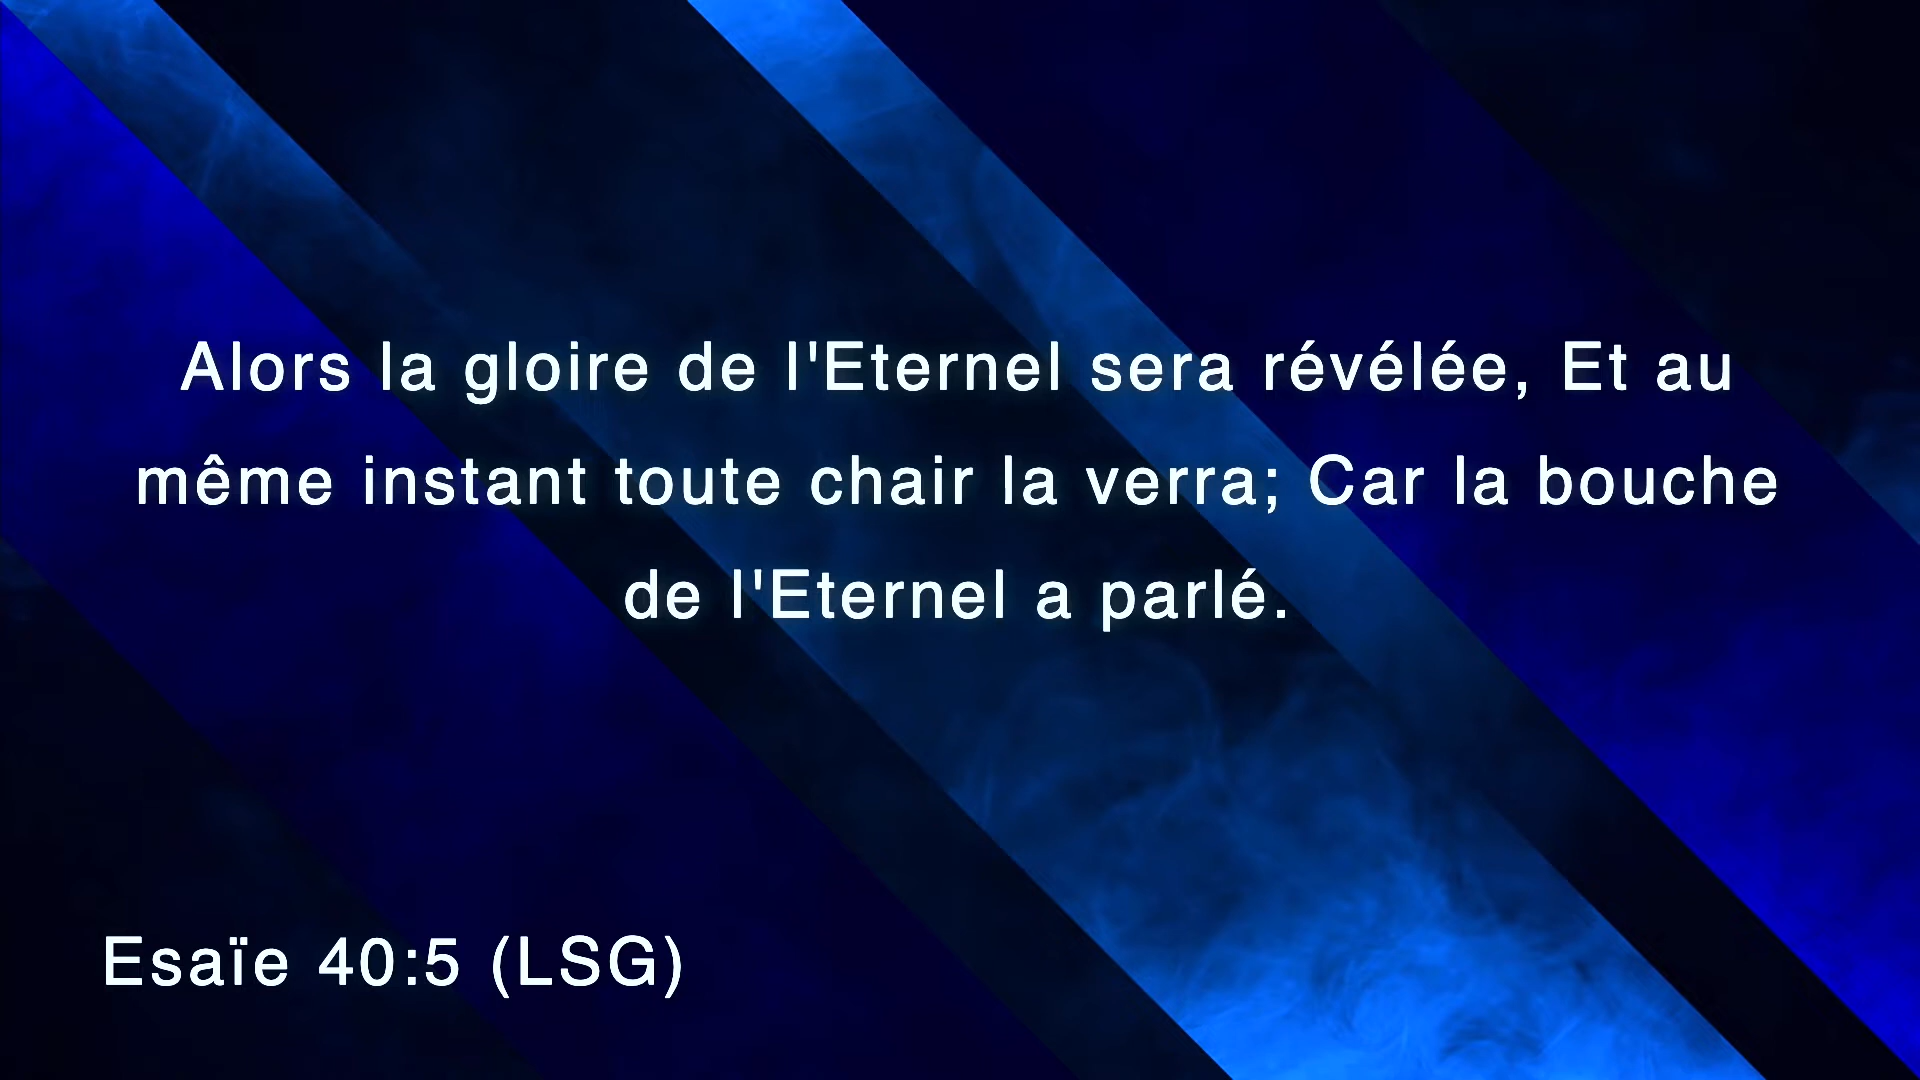 Alors la gloire de l'Eternel sera révélée, Et au
même instant toute chair la verra; Car la bouche
de l'Eternel a parlé.
Esaïe 40:5 (LSG)